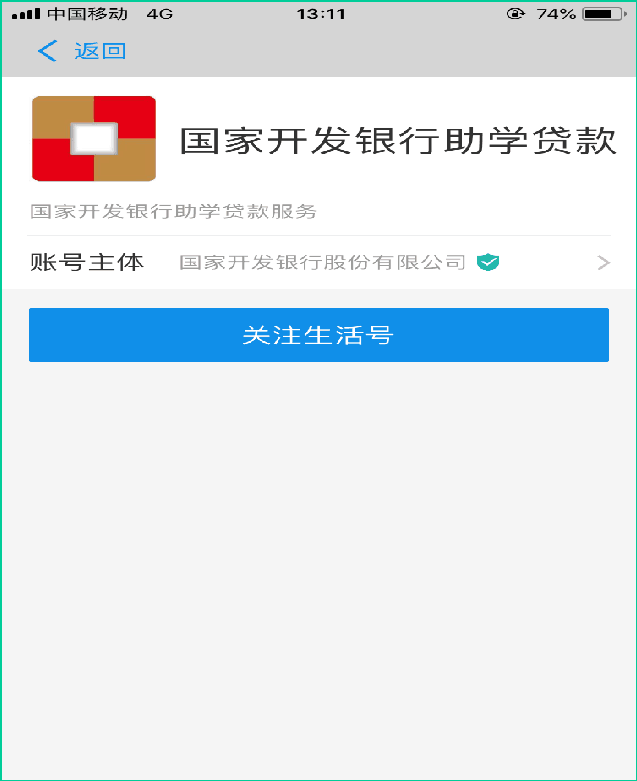 中国移动 4G 13:11 74%
返回
国家开发银行助学贷款
国家开发银行助学贷款服务
账号主体 国家开发银行股份有限公司
关注生活号